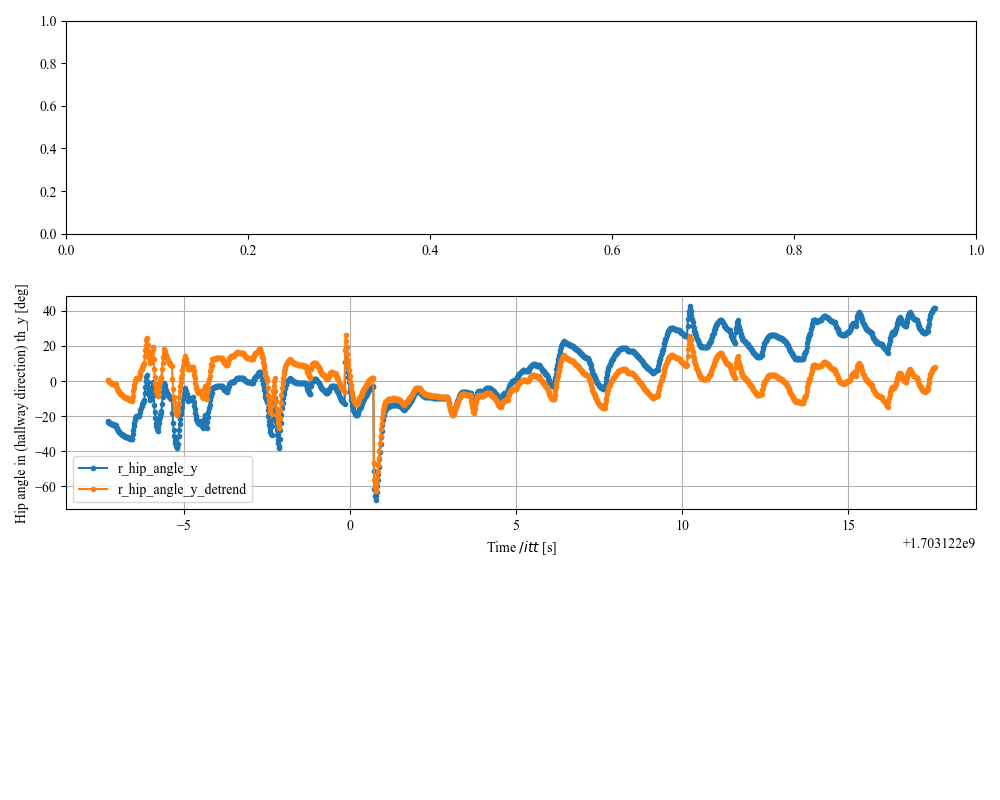 1.0
0.8
0.6
0.4
0.2
0.0
0.0 0.2 0.4 0.6 0.8 1.0
Hip angle in (hallway direction) th_y [deg]
40
20
0
−20
−40
−60
r_hip_angle_y
r_hip_angle_y_detrend
−5 0 5 10 15
Time /itt [s]
+1.703122e9